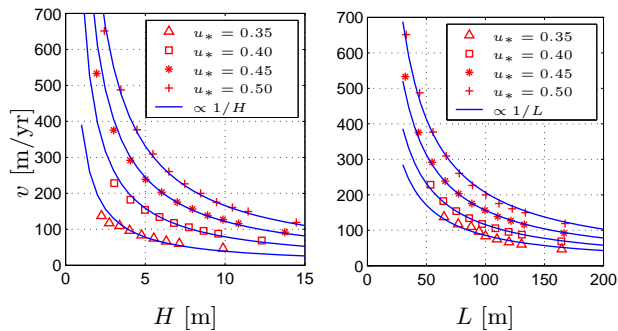 700
600
500
400
300
200
100
0
0
5
10
15
v [m/yr]
H [m]
u* = 0.35
u* = 0.40
u* = 0.45
u* = 0.50
∝ 1/H
700
600
500
400
300
200
100
0
0
50
100
150
200
L [m]
u* = 0.35
u* = 0.40
u* = 0.45
u* = 0.50
∝ 1/L